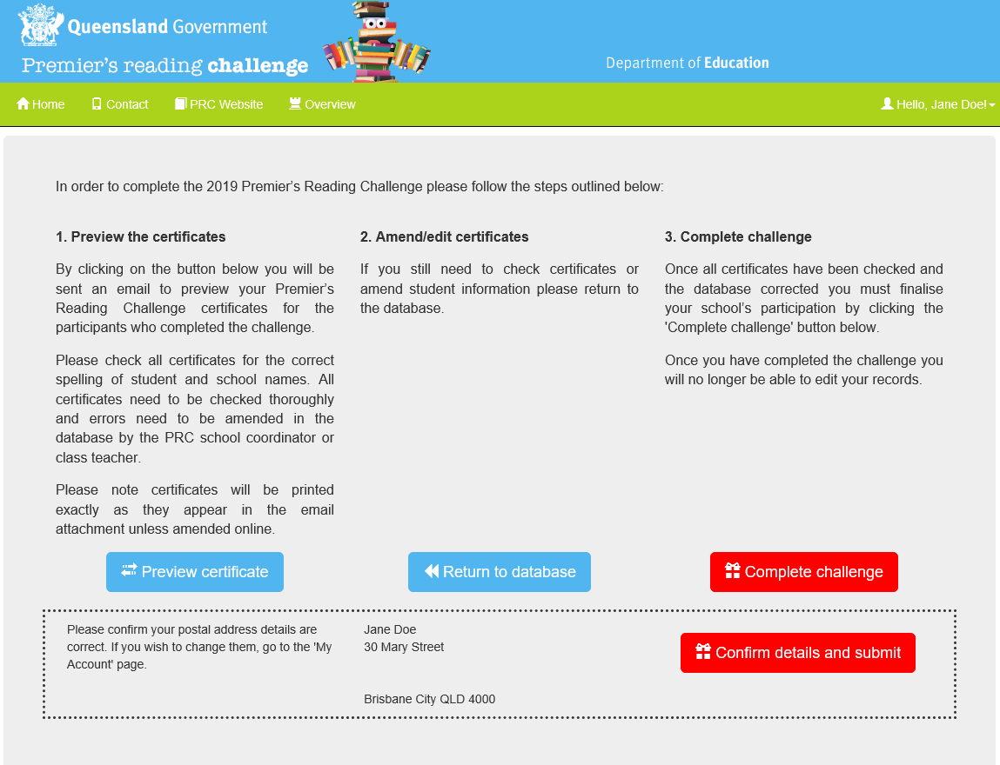 Queensland Government
Premier's reading challenge
Department of Education
Home Contact PRC Website Overview Hello, Jane Doe!
In order to complete the 2019 Premier's Reading Challenge please follow the steps outlined below:
1. Preview the certificates
By clicking on the button below you will be
sent an email to preview your Premier's
Reading Challenge certificates for the
participants who completed the challenge.
Please check all certificates for the correct
spelling of student and school names. All
certificates need to be checked thoroughly
and errors need to be amended in the
database by the PRC school coordinator or
class teacher.
Please note certificates will be printed
exactly as they appear in the email
attachment unless amended online.
Preview certificate
2. Amend/edit certificates
If you still need to check certificates or
amend student information please return to
the database.
Return to database
3. Complete challenge
Once all certificates have been checked and
the database corrected you must finalise
your school's participation by clicking the
'Complete challenge' button below.
Once you have completed the challenge you
will no longer be able to edit your records.
Complete challenge
Please confirm your postal address details are
correct. If you wish to change them, go to the 'My
Account' page.
Jane Doe
30 Mary Street
Brisbane City QLD 4000
Confirm details and submit